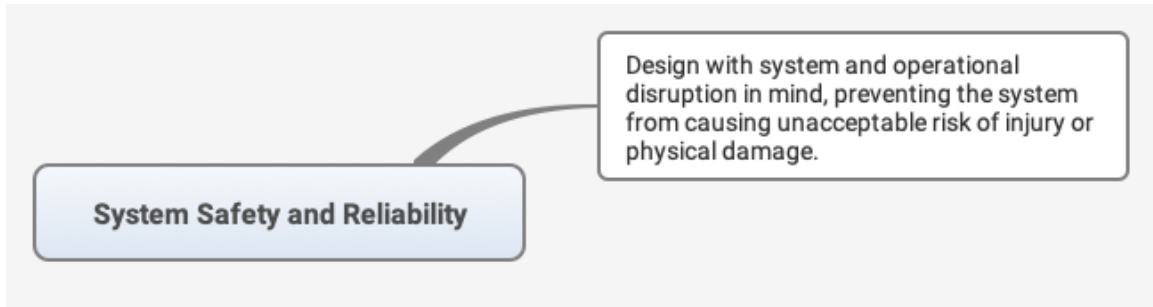 Design with system and operational
disruption in mind, preventing the system
from causing unacceptable risk of injury or
physical damage.
System Safety and Reliability